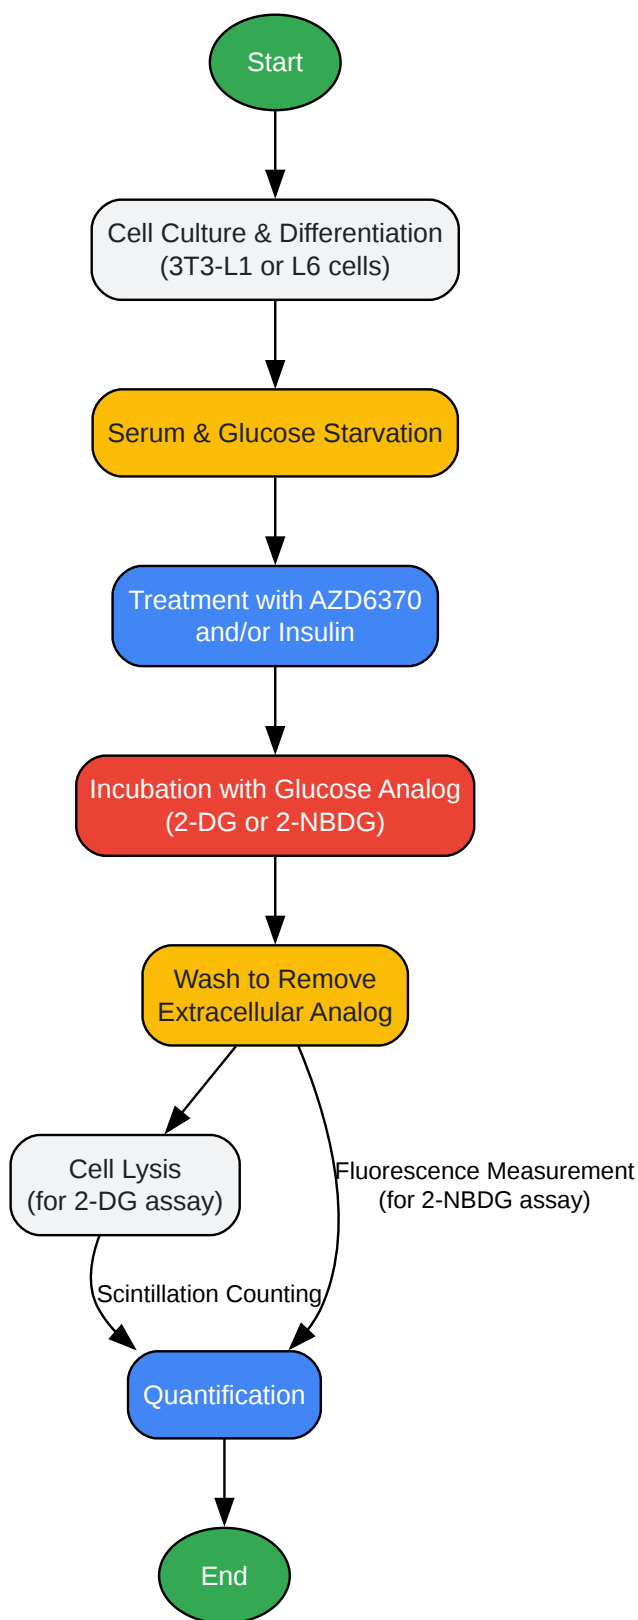 Start
Cell Culture & Differentiation
(3T3-L1 or L6 cells)
Serum & Glucose Starvation
Treatment with AZD6370
and/or Insulin
Incubation with Glucose Analog
(2-DG or 2-NBDG)
Wash to Remove
Extracellular Analog
Cell Lysis
(for 2-DG assay)
Fluorescence Measurement
(for 2-NBDG assay)
Scintillation Counting
Quantification
End